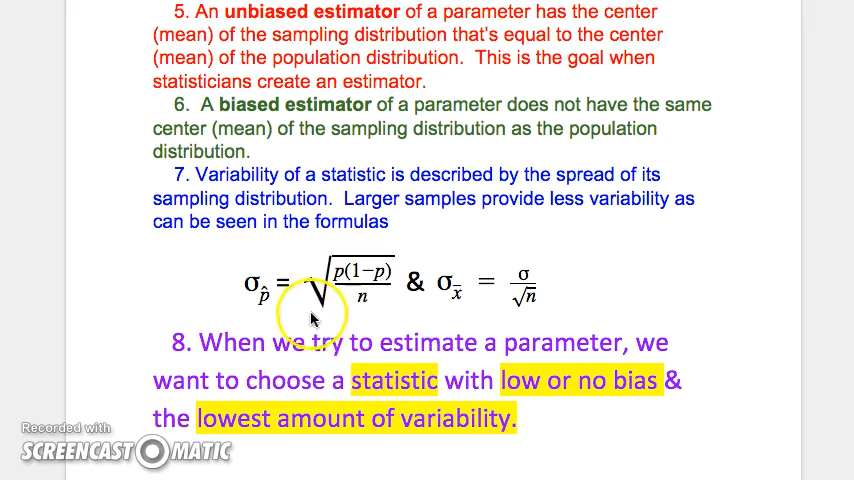 5. An unbiased estimator of a parameter has the center
(mean) of the sampling distribution that's equal to the center
(mean) of the population distribution. This is the goal when
statisticians create an estimator.
6. A biased estimator of a parameter does not have the same
center (mean) of the sampling distribution as the population
distribution.
7. Variability of a statistic is described by the spread of its
sampling distribution. Larger samples provide less variability as
can be seen in the formulas
σ_p̂ = √(p(1−p)/n) & σ_x̄ = σ/√n
8. When we try to estimate a parameter, we
want to choose a statistic with low or no bias &
the lowest amount of variability.
Recorded with
SCREENCAST O MATIC